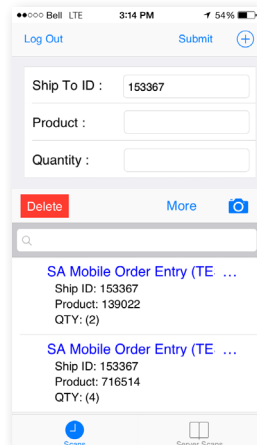 ●●○○○ Bell LTE 3:14 PM 54%
Log Out Submit
Ship To ID : 153367
Product :
Quantity :
Delete More
SA Mobile Order Entry (TE ...
Ship ID: 153367
Product: 139022
QTY: (2)
SA Mobile Order Entry (TE ...
Ship ID: 153367
Product: 716514
QTY: (4)
Scans Server Scans